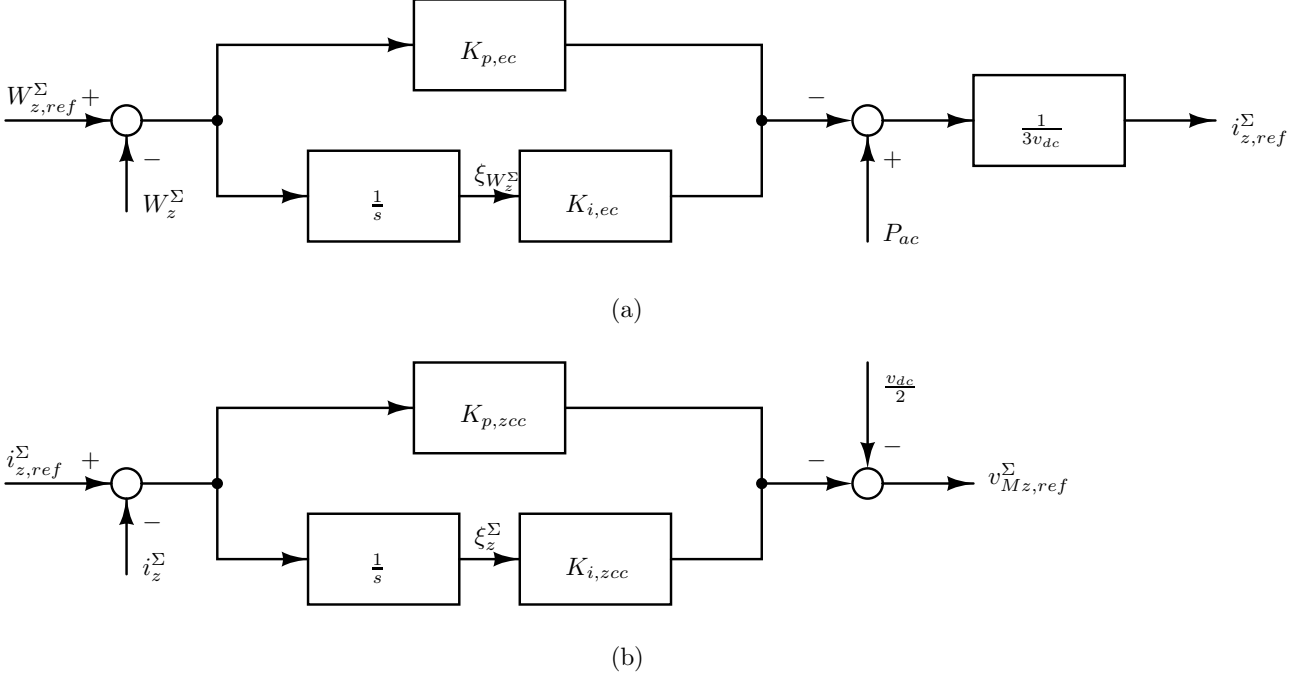 K_{p,ec}
W^Σ_{z,ref} +
−
−
1/(3v_{dc})
i^Σ_{z,ref}
W^Σ_z
1/s
ξ_{W^Σ_z}
K_{i,ec}
+
P_{ac}
(a)
K_{p,zcc}
v_{dc}/2
i^Σ_{z,ref} +
−
−
−
v^Σ_{Mz,ref}
i^Σ_z
1/s
ξ^Σ_z
K_{i,zcc}
(b)